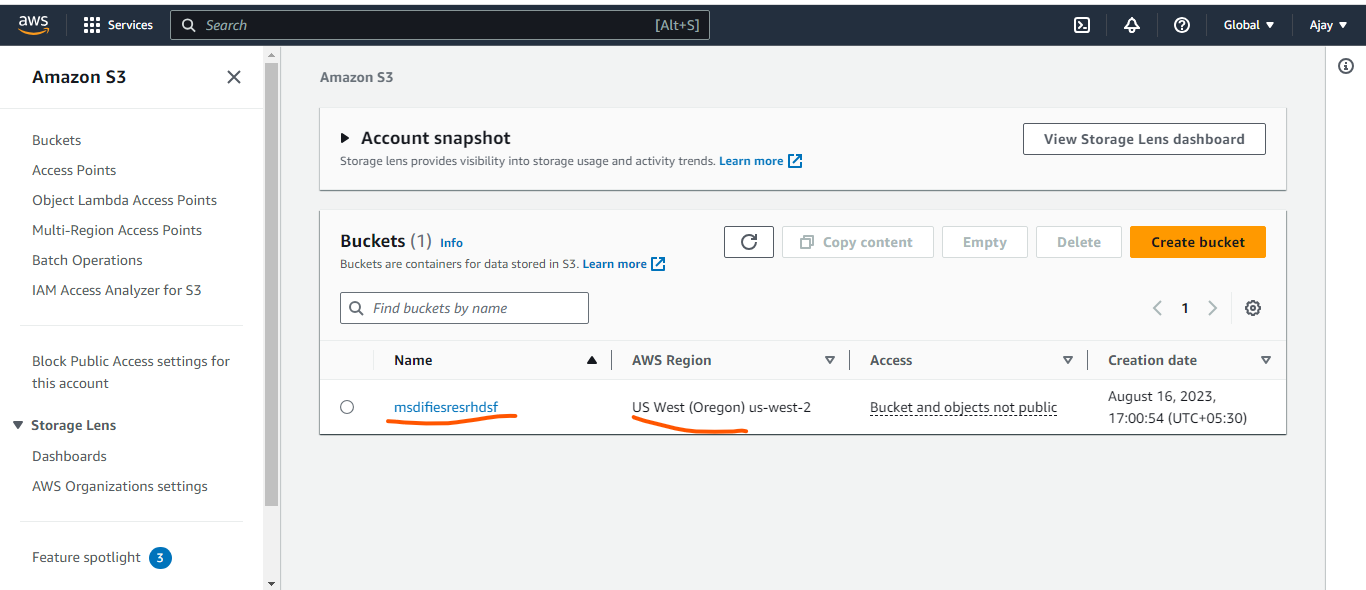 aws Services Search [Alt+S] Global Ajay
Amazon S3
Buckets
Access Points
Object Lambda Access Points
Multi-Region Access Points
Batch Operations
IAM Access Analyzer for S3
Block Public Access settings for
this account
Storage Lens
Dashboards
AWS Organizations settings
Feature spotlight 3
Amazon S3
Account snapshot
Storage lens provides visibility into storage usage and activity trends. Learn more
View Storage Lens dashboard
Buckets (1) Info
Buckets are containers for data stored in S3. Learn more
Copy content Empty Delete Create bucket
Find buckets by name
1
Name AWS Region Access Creation date
msdifiesresrhdsf US West (Oregon) us-west-2 Bucket and objects not public August 16, 2023,
17:00:54 (UTC+05:30)